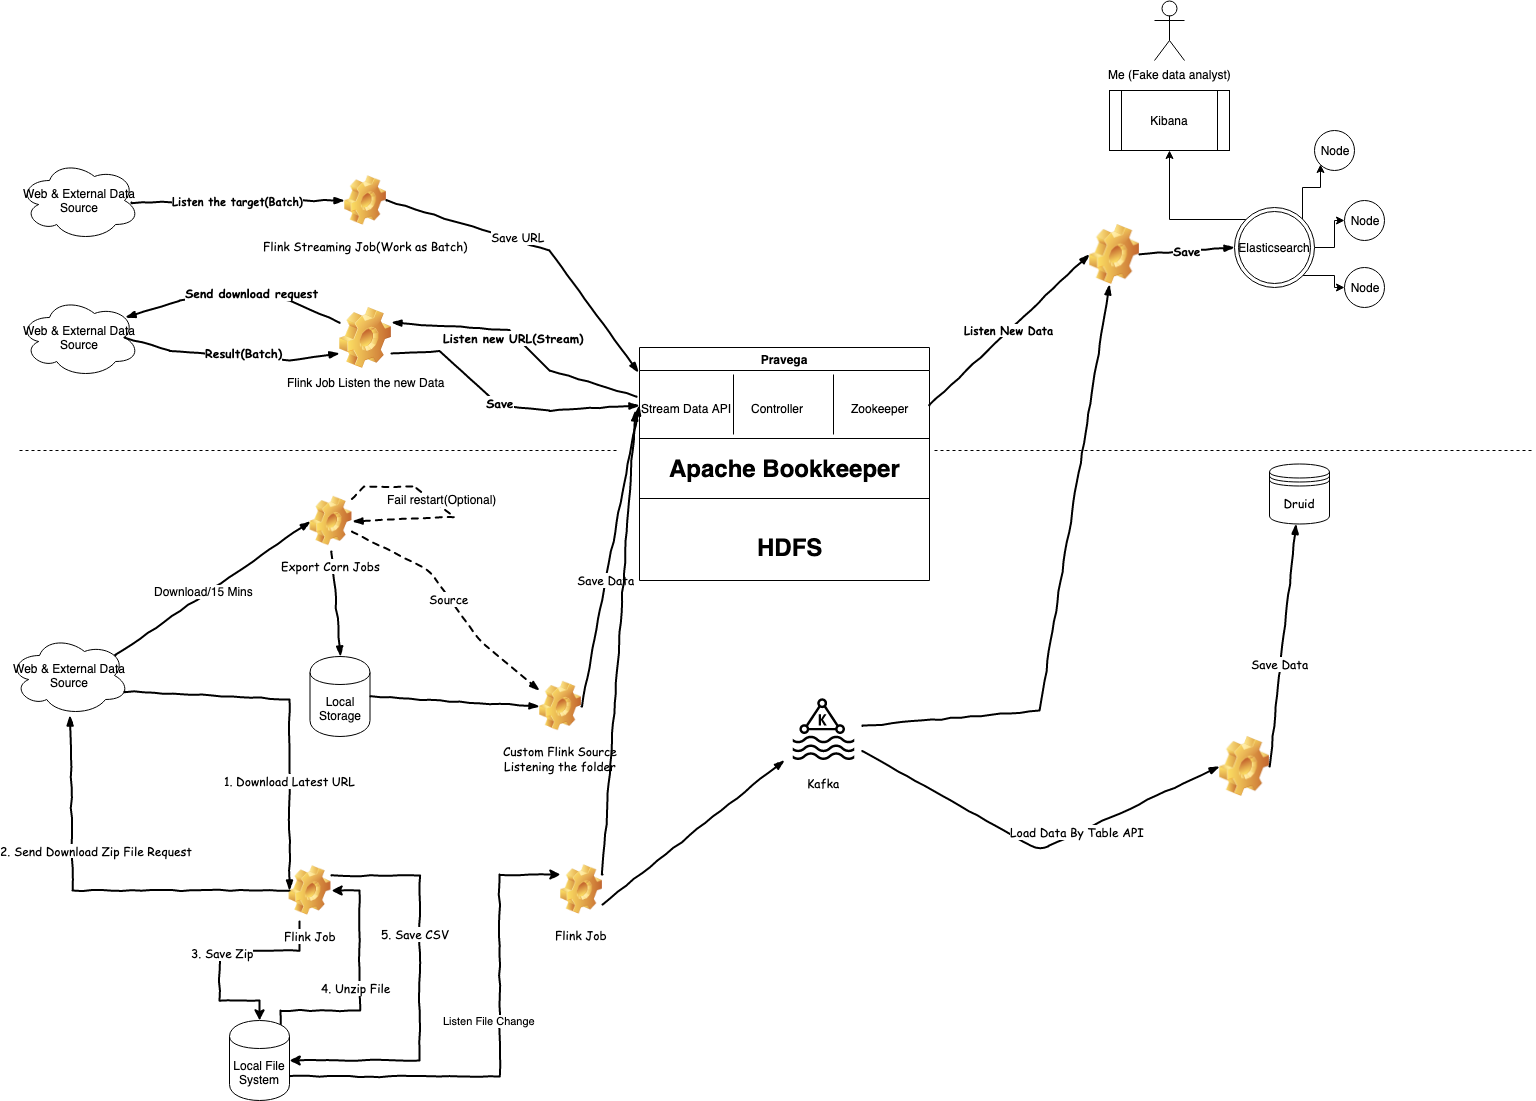 Me (Fake data analyst)
Kibana
Node
Node
Node
Elasticsearch
Save
Listen New Data
Web & External Data
Source
Listen the target(Batch)
Flink Streaming Job(Work as Batch)
Save URL
Send download request
Web & External Data
Source
Result(Batch)
Flink Job Listen the new Data
Listen new URL(Stream)
Save
Pravega
Stream Data API
Controller
Zookeeper
Apache Bookkeeper
HDFS
Fail restart(Optional)
Export Corn Jobs
Download/15 Mins
Source
Save Data
Web & External Data
Source
Local
Storage
Custom Flink Source
Listening the folder
Druid
Save Data
K
Kafka
Load Data By Table API
1. Download Latest URL
2. Send Download Zip File Request
Flink Job
3. Save Zip
4. Unzip File
5. Save CSV
Flink Job
Listen File Change
Local File
System